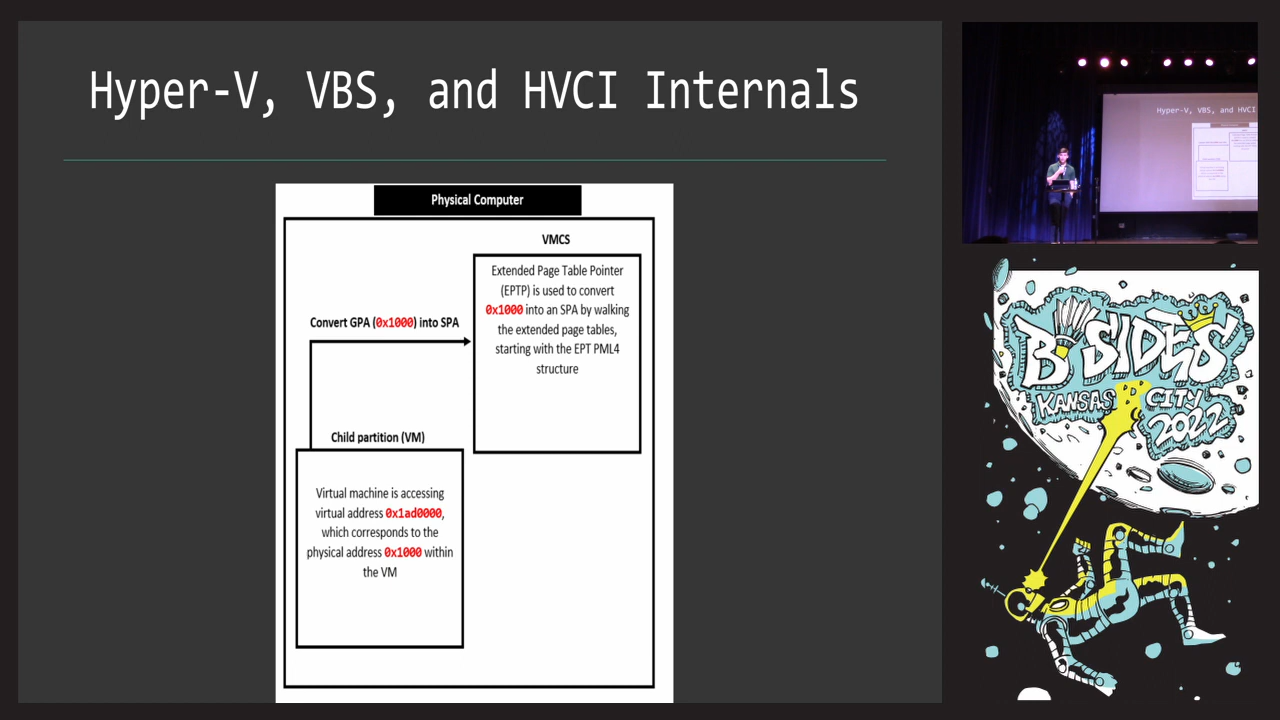 Hyper-V, VBS, and HVCI Internals
Physical Computer
VMCS
Extended Page Table Pointer
(EPTP) is used to convert
0x1000 into an SPA by walking
the extended page tables,
starting with the EPT PML4
structure
Convert GPA (0x1000) into SPA
Child partition (VM)
Virtual machine is accessing
virtual address 0x1ad0000,
which corresponds to the
physical address 0x1000 within
the VM
Hyper-V, VBS, and HVCI
B-SIDES
KANSAS CITY
2022